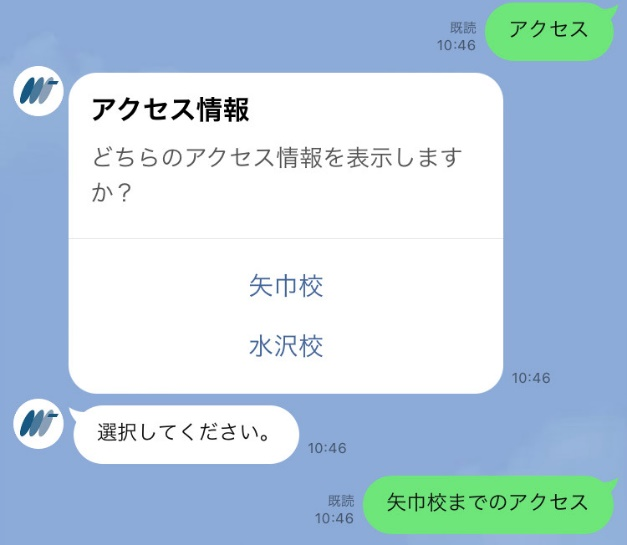 アクセス
既読
10:46
アクセス情報
どちらのアクセス情報を表示します
か？
矢巾校
水沢校
10:46
選択してください。
10:46
矢巾校までのアクセス
既読
10:46